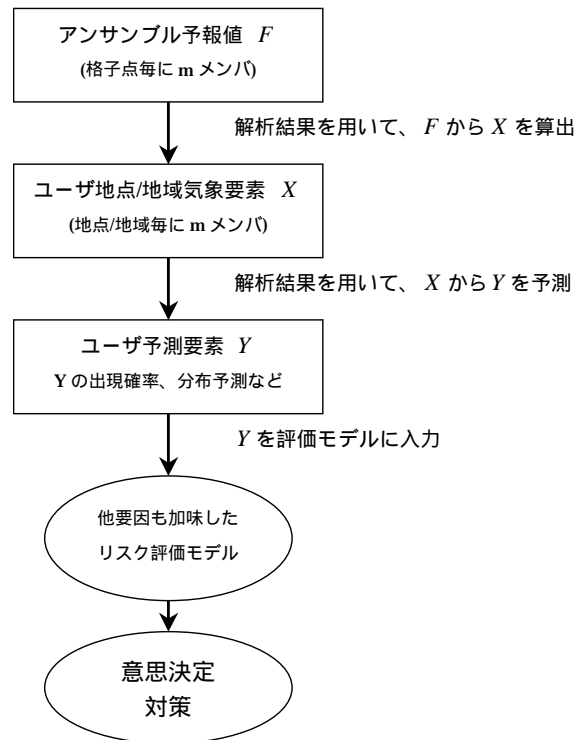 アンサンブル予報値 F
(格子点毎に m メンバ)
解析結果を用いて、 F から X を算出
ユーザ地点/地域気象要素 X
(地点/地域毎に m メンバ)
解析結果を用いて、 X から Y を予測
ユーザ予測要素 Y
Y の出現確率、分布予測など
Y を評価モデルに入力
他要因も加味した
リスク評価モデル
意思決定
対策